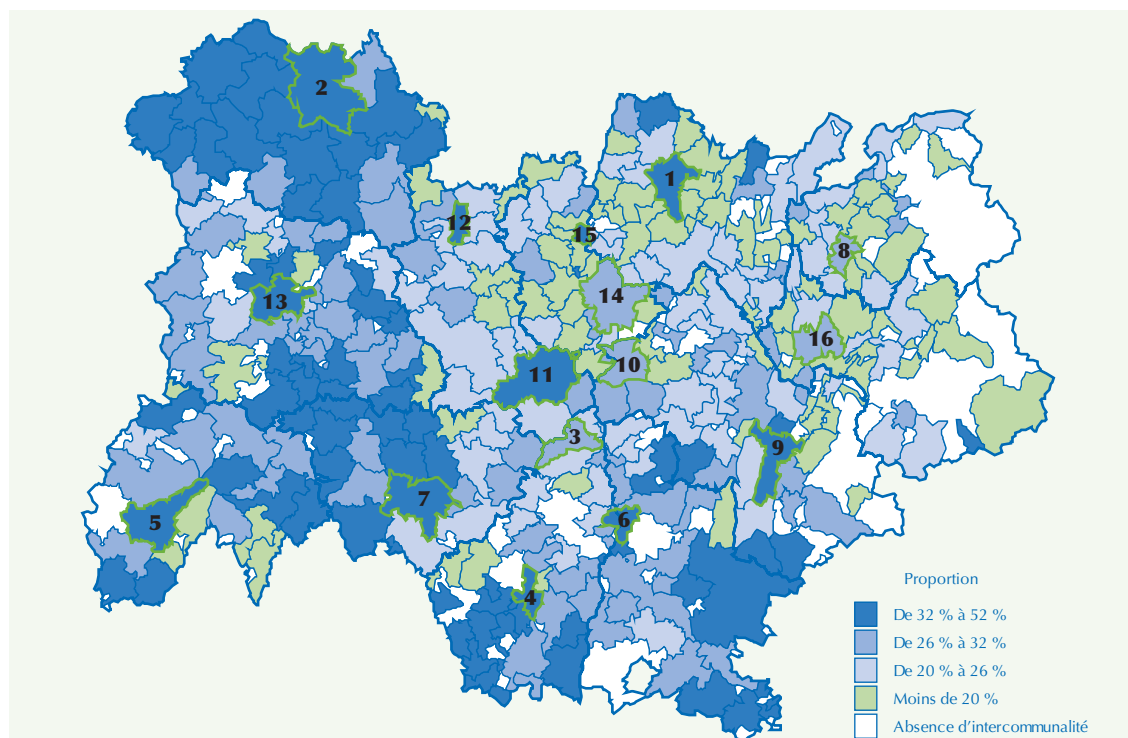 2
1
12
15
8
13
14
16
11
10
3
9
7
5
6
4
Proportion
De 32 % à 52 %
De 26 % à 32 %
De 20 % à 26 %
Moins de 20 %
Absence d’intercommunalité